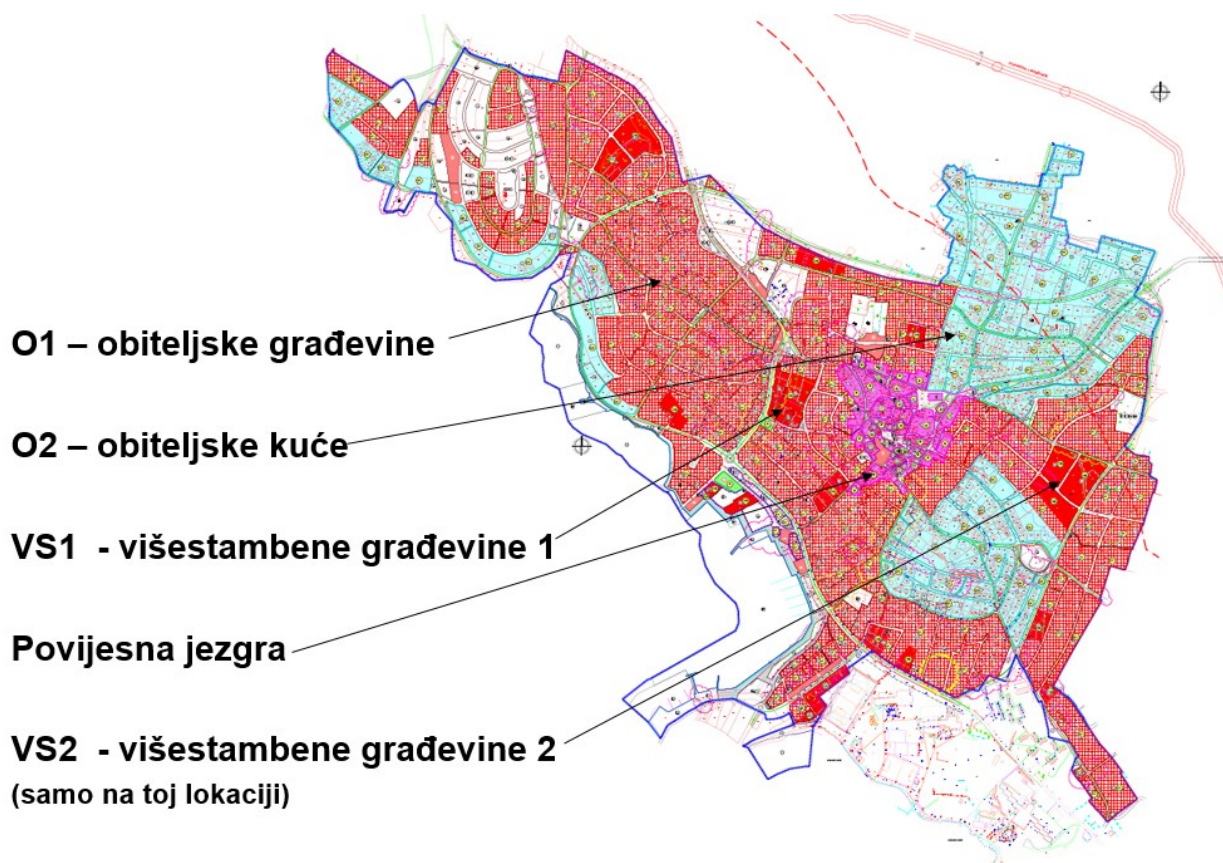 O1 – obiteljske građevine
O2 – obiteljske kuće
VS1 - višestambene građevine 1
Povijesna jezgra
VS2 - višestambene građevine 2
(samo na toj lokaciji)